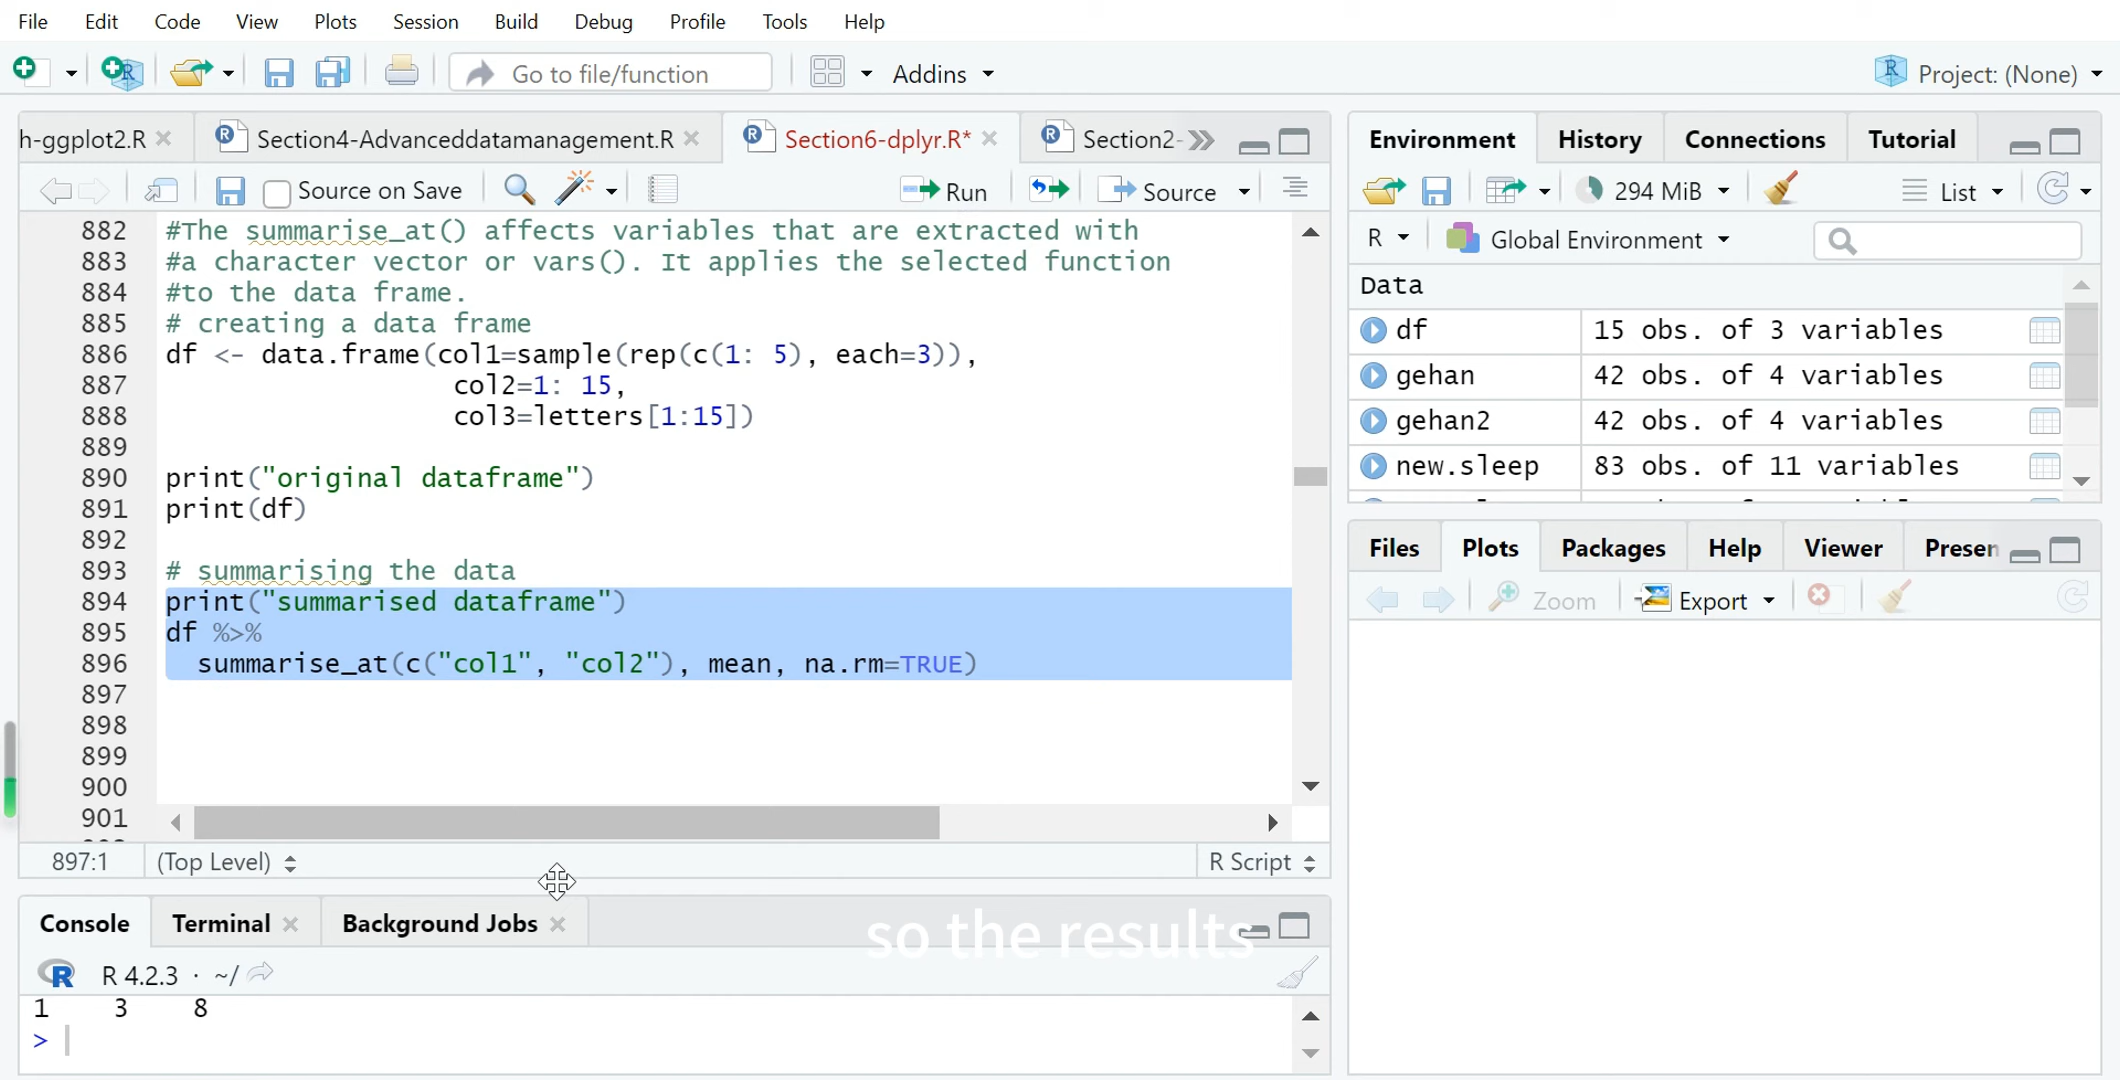 File Edit Code View Plots Session Build Debug Profile Tools Help
Go to file/function Addins Project: (None)
h-ggplot2.R Section4-Advanceddatamanagement.R Section6-dplyr.R* Section2-
Source on Save Run Source
882 #The summarise_at() affects variables that are extracted with
883 #a character vector or vars(). It applies the selected function
884 #to the data frame.
885 # creating a data frame
886 df <- data.frame(col1=sample(rep(c(1: 5), each=3)),
887 col2=1: 15,
888 col3=letters[1:15])
889
890 print("original dataframe")
891 print(df)
892
893 # summarising the data
894 print("summarised dataframe")
895 df %>%
896 summarise_at(c("col1", "col2"), mean, na.rm=TRUE)
897
898
899
900
901
897:1 (Top Level) R Script
Console Terminal Background Jobs
so the results
R 4.2.3 · ~/
1 3 8
>
Environment History Connections Tutorial
294 MiB List
R Global Environment
Data
df 15 obs. of 3 variables
gehan 42 obs. of 4 variables
gehan2 42 obs. of 4 variables
new.sleep 83 obs. of 11 variables
Files Plots Packages Help Viewer Presen
Zoom Export